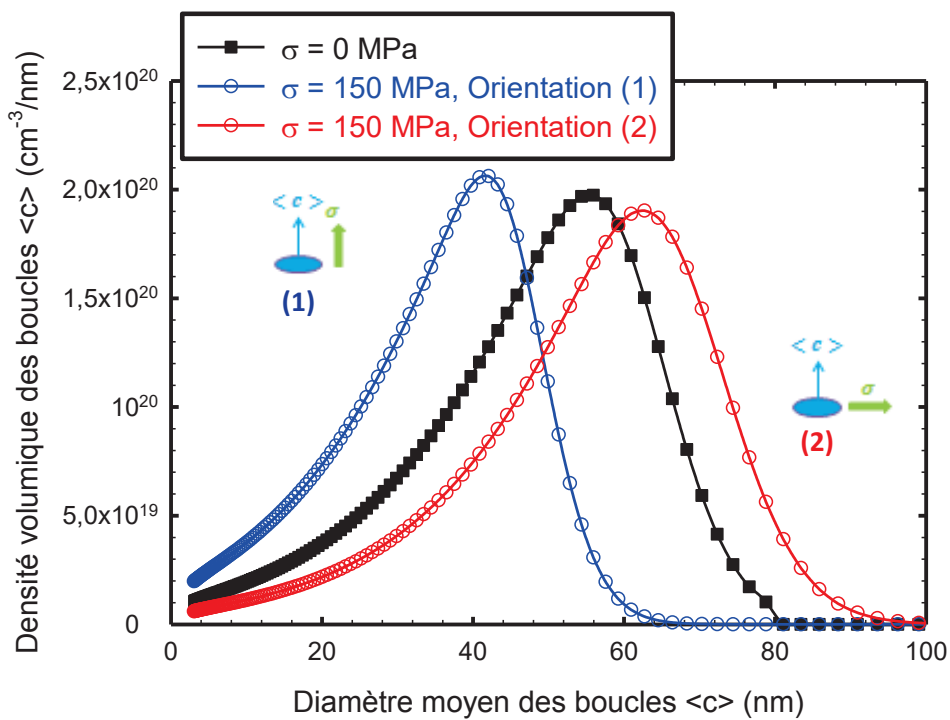 σ = 0 MPa
σ = 150 MPa, Orientation (1)
σ = 150 MPa, Orientation (2)
Densité volumique des boucles <c> (cm⁻³/nm)
2,5x10²⁰
2,0x10²⁰
1,5x10²⁰
10²⁰
5,0x10¹⁹
0
<c>
σ
(1)
<c>
σ
(2)
0 20 40 60 80 100
Diamètre moyen des boucles <c> (nm)